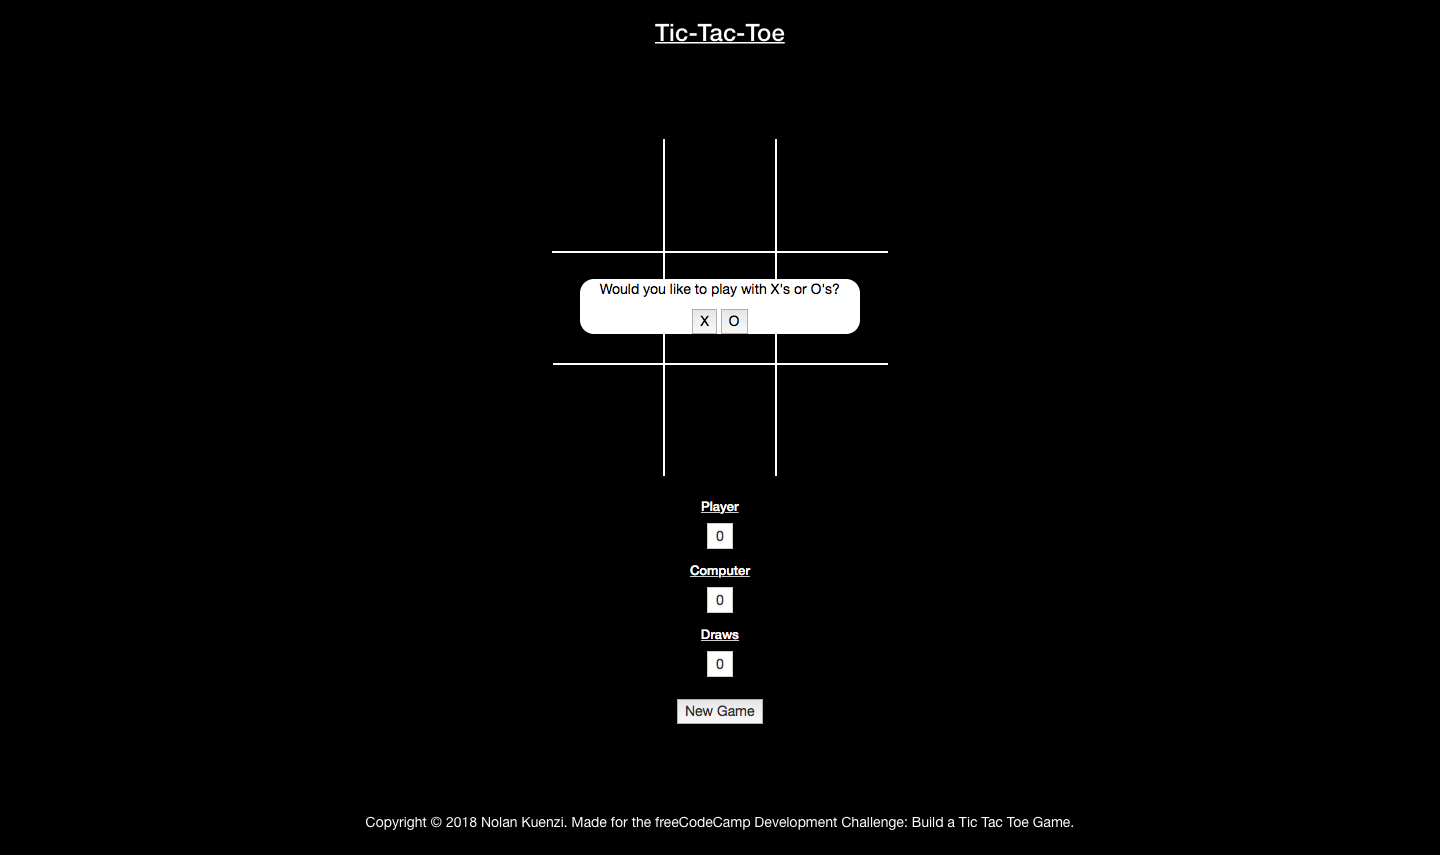 Tic-Tac-Toe
Would you like to play with X's or O's?
X O
Player
0
Computer
0
Draws
0
New Game
Copyright © 2018 Nolan Kuenzi. Made for the freeCodeCamp Development Challenge: Build a Tic Tac Toe Game.